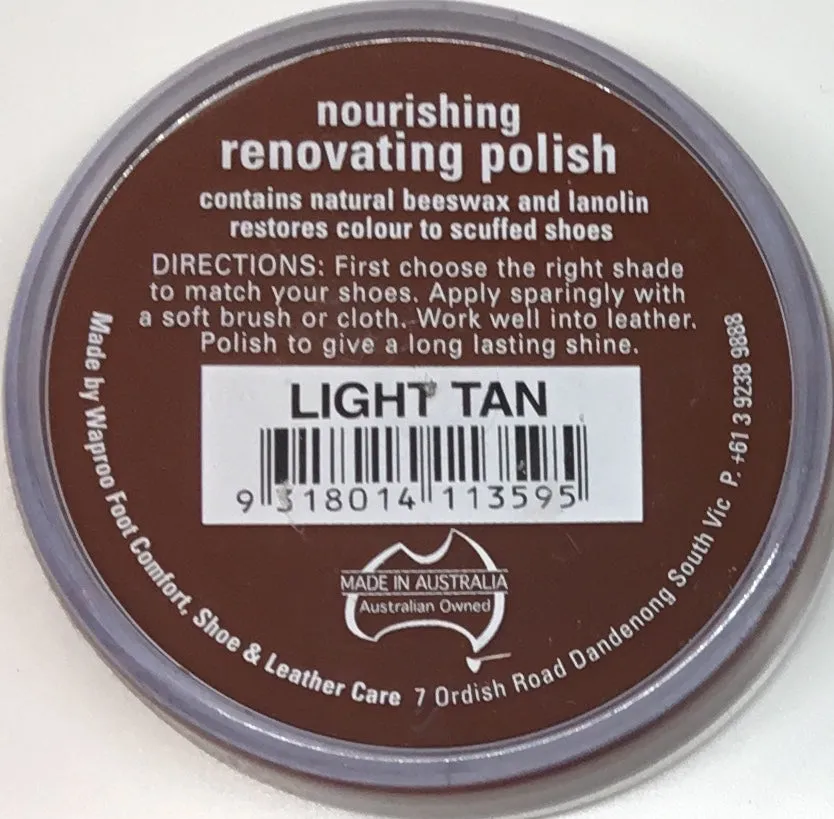 nourishing
renovating polish
contains natural beeswax and lanolin
restores colour to scuffed shoes
DIRECTIONS: First choose the right shade
to match your shoes. Apply sparingly with
a soft brush or cloth. Work well into leather.
Polish to give a long lasting shine.
LIGHT TAN
9 318014 113595
MADE IN AUSTRALIA
Australian Owned
Made by Waproo Foot Comfort, Shoe & Leather Care 7 Ordish Road Dandenong South Vic P. +61 3 9238 9888